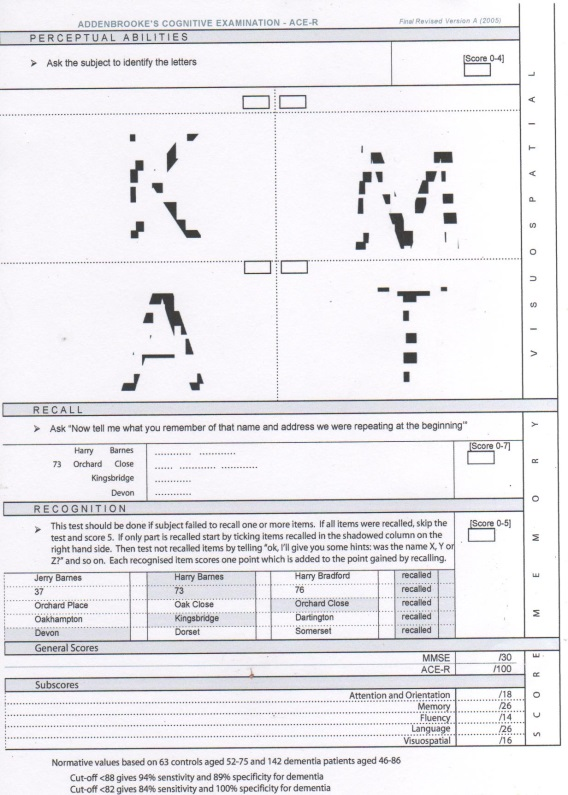 ADDENBROOKE'S COGNITIVE EXAMINATION - ACE-R
Final Revised Version A (2005)
PERCEPTUAL ABILITIES
➢ Ask the subject to identify the letters
[Score 0-4]
K M
A T
VISUOSPATIAL
RECALL
➢ Ask "Now tell me what you remember of that name and address we were repeating at the beginning"
Harry Barnes ............ ............
73 Orchard Close ...... ............ ............
Kingsbridge ............
Devon ............
[Score 0-7]
RECOGNITION
➢ This test should be done if subject failed to recall one or more items. If all items were recalled, skip the
test and score 5. If only part is recalled start by ticking items recalled in the shadowed column on the
right hand side. Then test not recalled items by telling "ok, I'll give you some hints: was the name X, Y or
Z?" and so on. Each recognised item scores one point which is added to the point gained by recalling.
[Score 0-5]
Jerry Barnes Harry Barnes Harry Bradford recalled
37 73 76 recalled
Orchard Place Oak Close Orchard Close recalled
Oakhampton Kingsbridge Dartington recalled
Devon Dorset Somerset recalled
MEMORY
General Scores
MMSE /30
ACE-R /100
Subscores
Attention and Orientation /18
Memory /26
Fluency /14
Language /26
Visuospatial /16
SCORE
Normative values based on 63 controls aged 52-75 and 142 dementia patients aged 46-86
Cut-off <88 gives 94% senstivity and 89% specificity for dementia
Cut-off <82 gives 84% sensitivity and 100% specificity for dementia